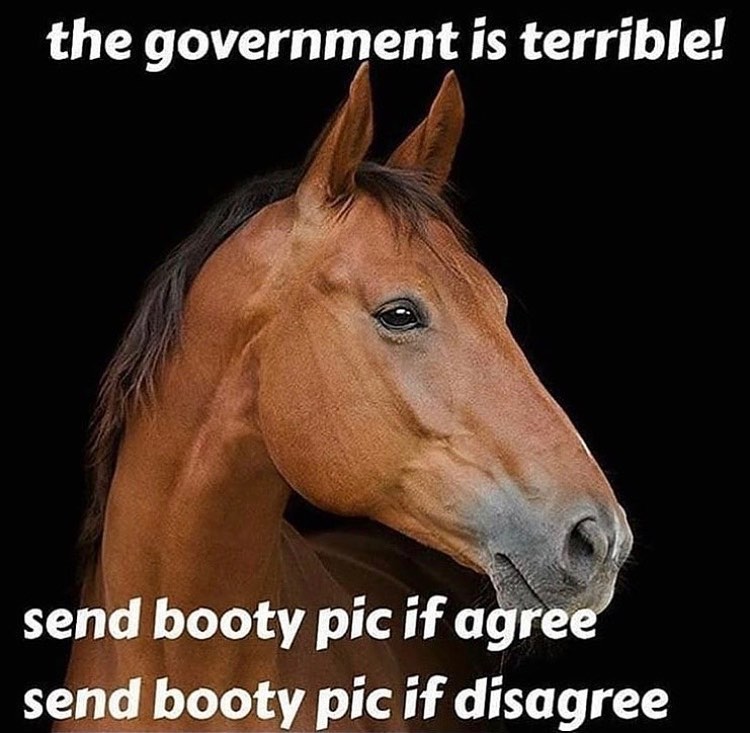 the government is terrible!
send booty pic if agree
send booty pic if disagree